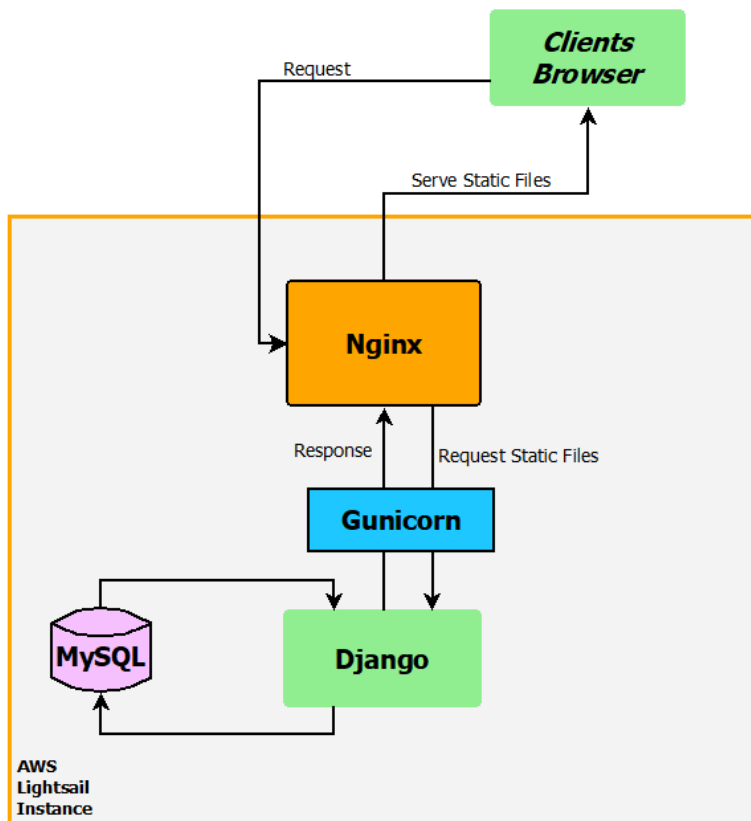 Clients
Browser
Request
Serve Static Files
Nginx
Response
Request Static Files
Gunicorn
MySQL
Django
AWS
Lightsail
Instance